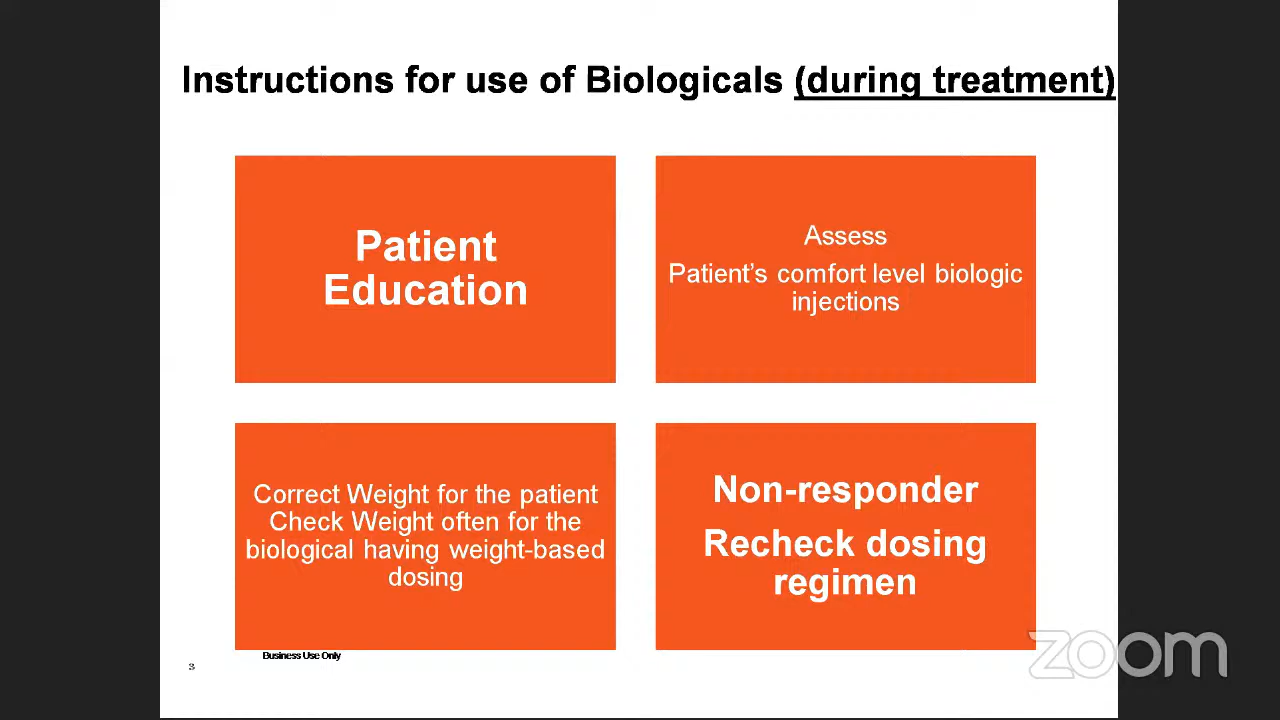 Instructions for use of Biologicals (during treatment)
Patient
Education
Assess
Patient's comfort level biologic
injections
Correct Weight for the patient
Check Weight often for the
biological having weight-based
dosing
Non-responder
Recheck dosing
regimen
Business Use Only
3
zoom